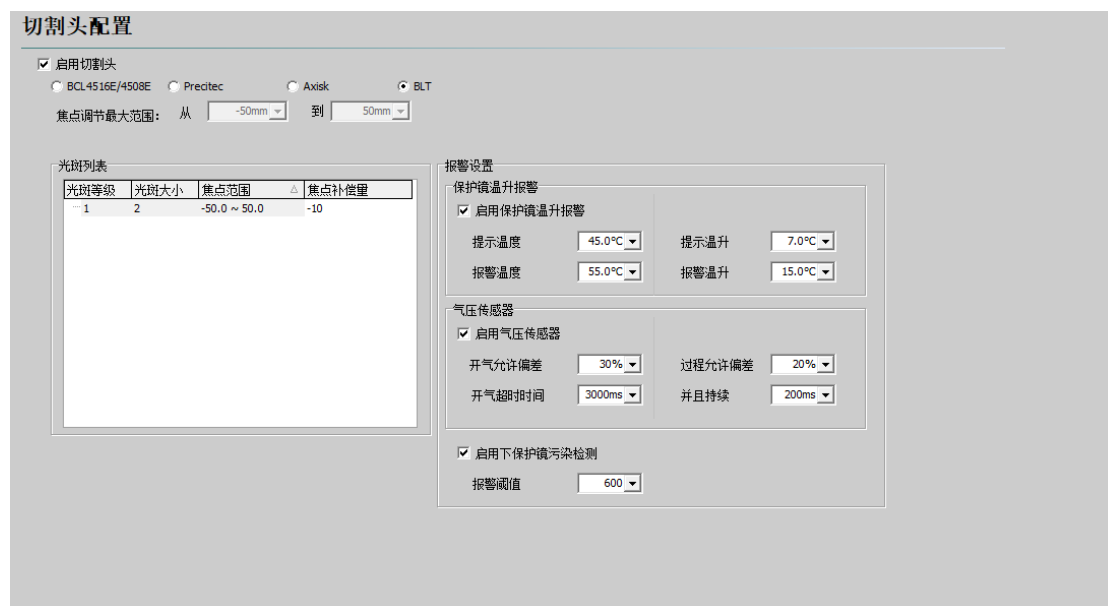 切割头配置
启用切割头
BCL4516E/4508E Precitec Axisk BLT
焦点调节最大范围： 从 -50mm 到 50mm
光斑列表
光斑等级 光斑大小 焦点范围 焦点补偿量
1 2 -50.0 ~ 50.0 -10
报警设置
保护镜温升报警
启用保护镜温升报警
提示温度 45.0°C 提示温升 7.0°C
报警温度 55.0°C 报警温升 15.0°C
气压传感器
启用气压传感器
开气允许偏差 30% 过程允许偏差 20%
开气超时时间 3000ms 并且持续 200ms
启用下保护镜污染检测
报警阈值 600